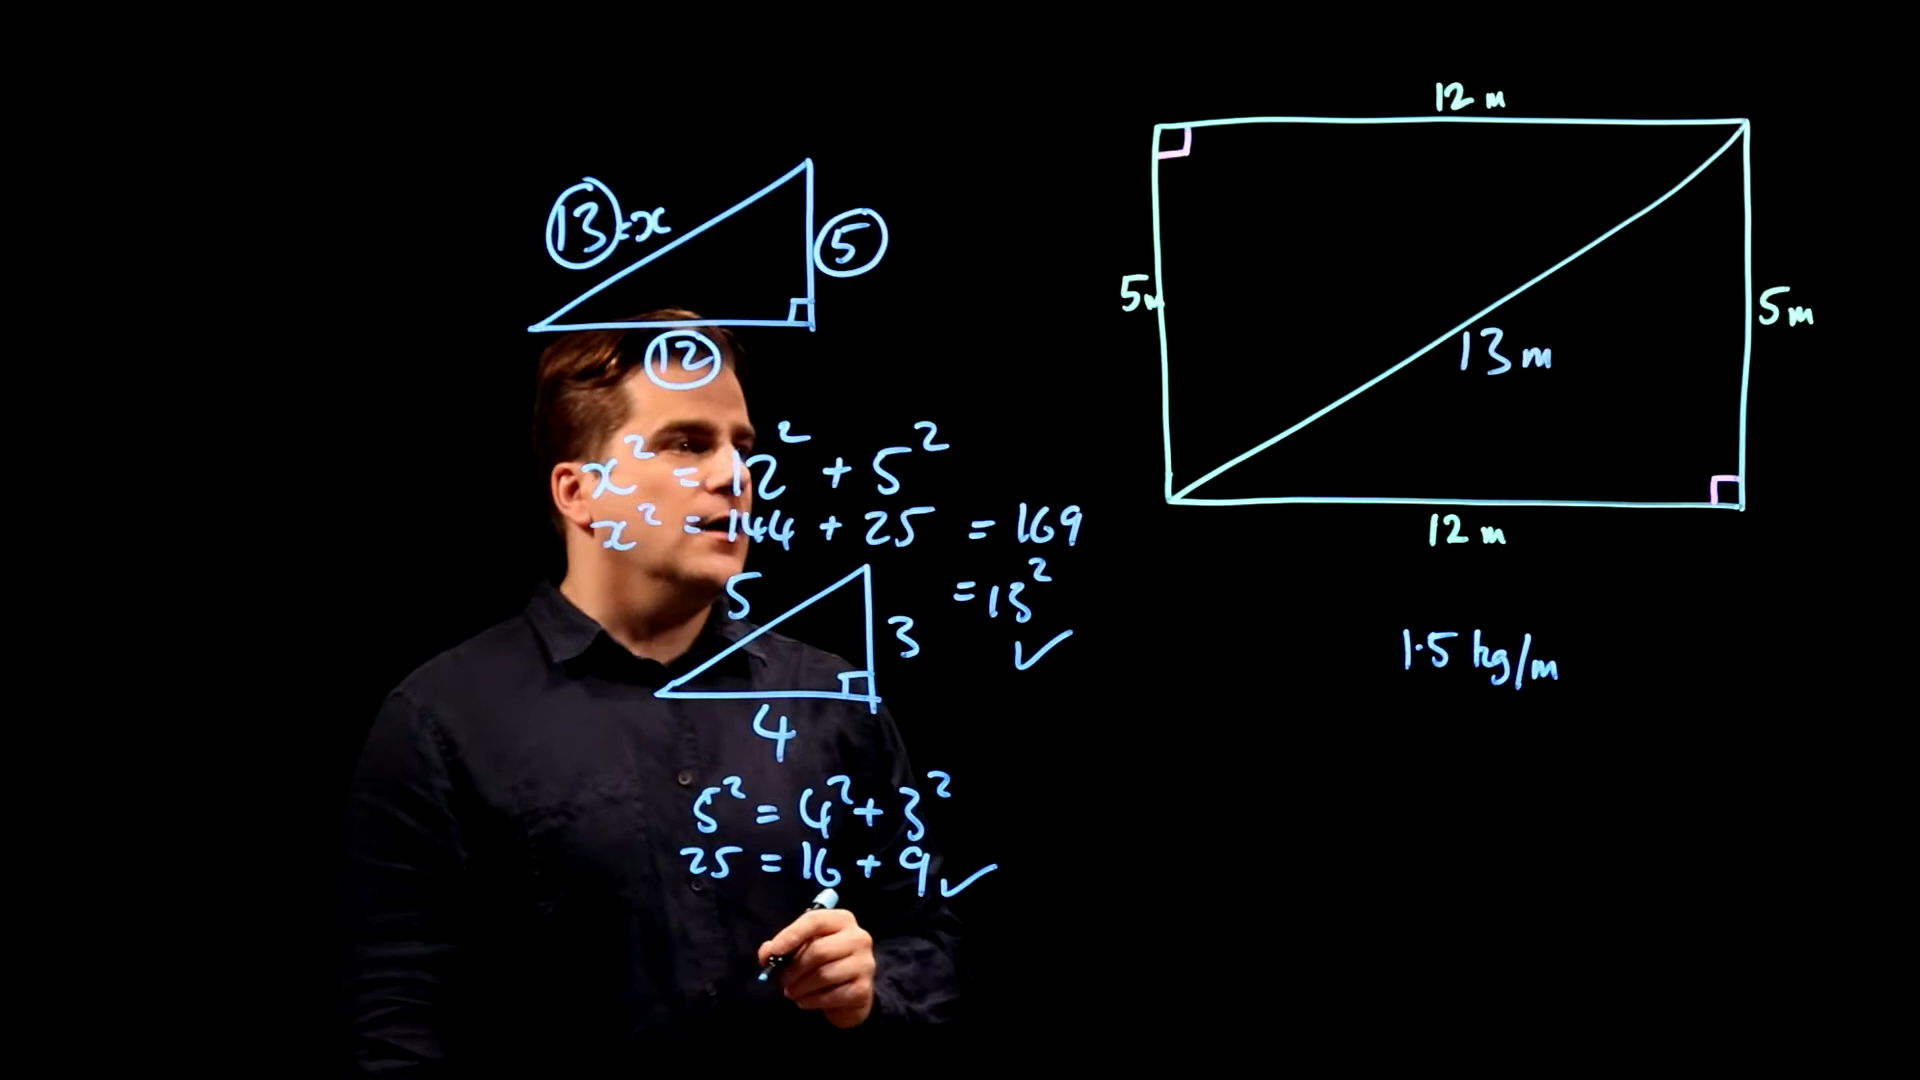 13 = x
5
12
x² = 12² + 5²
x² = 144 + 25 = 169
= 13²
✓
5
3
4
5² = 4² + 3²
25 = 16 + 9 ✓
12 m
5m
5m
13 m
12 m
1.5 kg/m